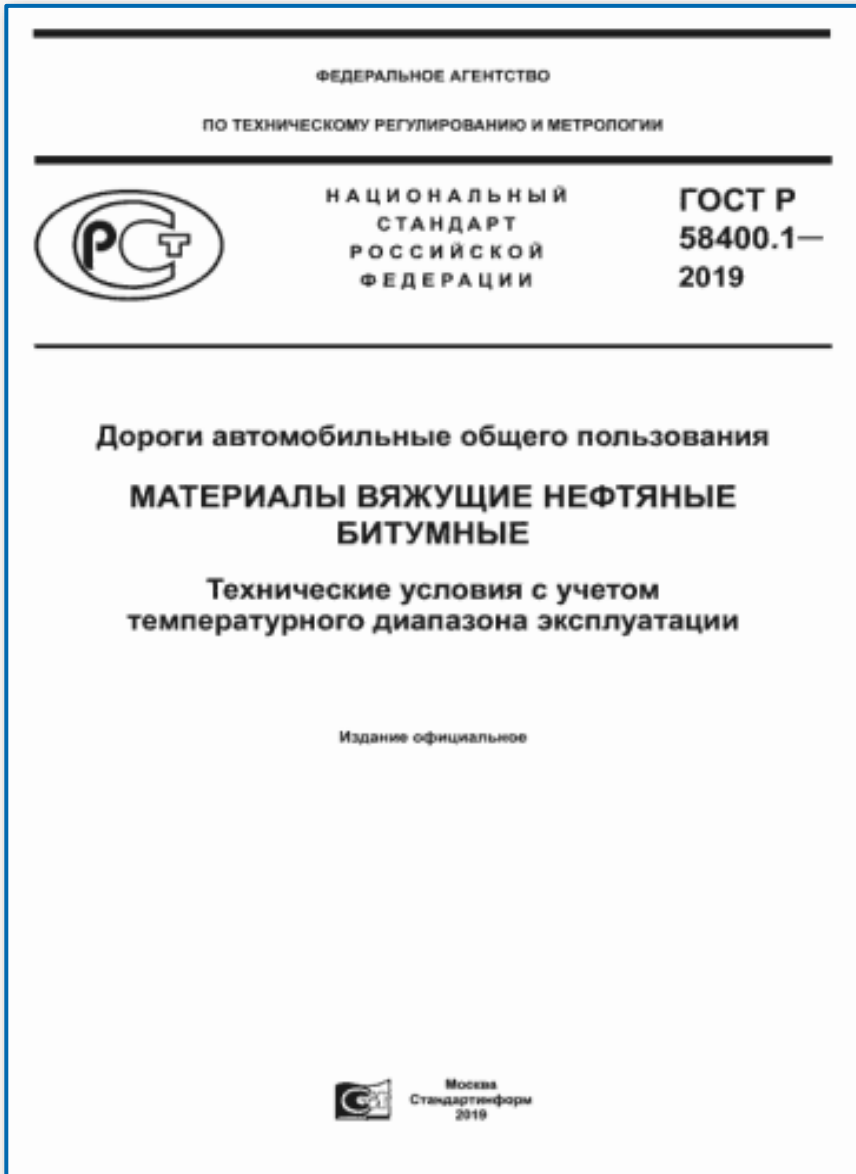 ФЕДЕРАЛЬНОЕ АГЕНТСТВО
ПО ТЕХНИЧЕСКОМУ РЕГУЛИРОВАНИЮ И МЕТРОЛОГИИ
НАЦИОНАЛЬНЫЙ
СТАНДАРТ
РОССИЙСКОЙ
ФЕДЕРАЦИИ
ГОСТ Р
58400.1—
2019
Дороги автомобильные общего пользования
МАТЕРИАЛЫ ВЯЖУЩИЕ НЕФТЯНЫЕ
БИТУМНЫЕ
Технические условия с учетом
температурного диапазона эксплуатации
Издание официальное
Москва
Стандартинформ
2019